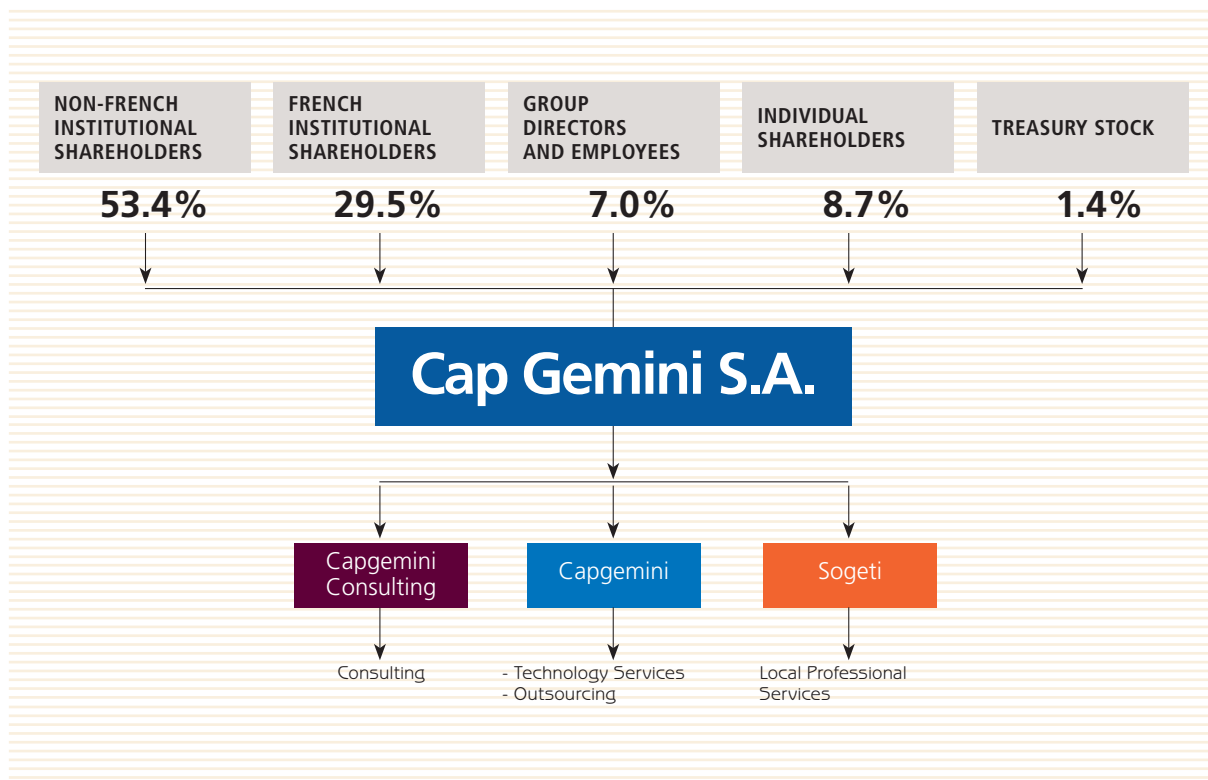 NON-FRENCH
INSTITUTIONAL
SHAREHOLDERS
53.4%
FRENCH
INSTITUTIONAL
SHAREHOLDERS
29.5%
GROUP
DIRECTORS
AND EMPLOYEES
7.0%
INDIVIDUAL
SHAREHOLDERS
8.7%
TREASURY STOCK
1.4%
Cap Gemini S.A.
Capgemini
Consulting
Consulting
Capgemini
- Technology Services
- Outsourcing
Sogeti
Local Professional
Services